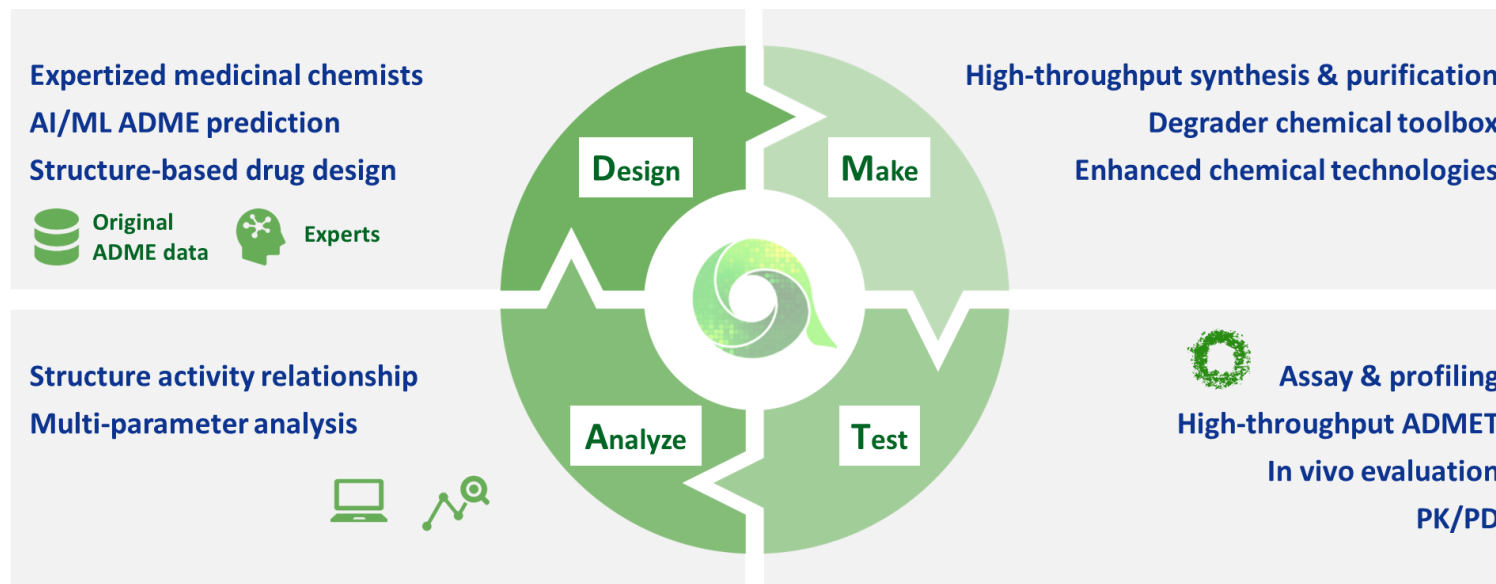 Expertized medicinal chemists
AI/ML ADME prediction
Structure-based drug design
Original
ADME data
Experts
Design
Make
High-throughput synthesis & purification
Degrader chemical toolbox
Enhanced chemical technologies
Structure activity relationship
Multi-parameter analysis
Analyze
Test
Assay & profiling
High-throughput ADMET
In vivo evaluation
PK/PD